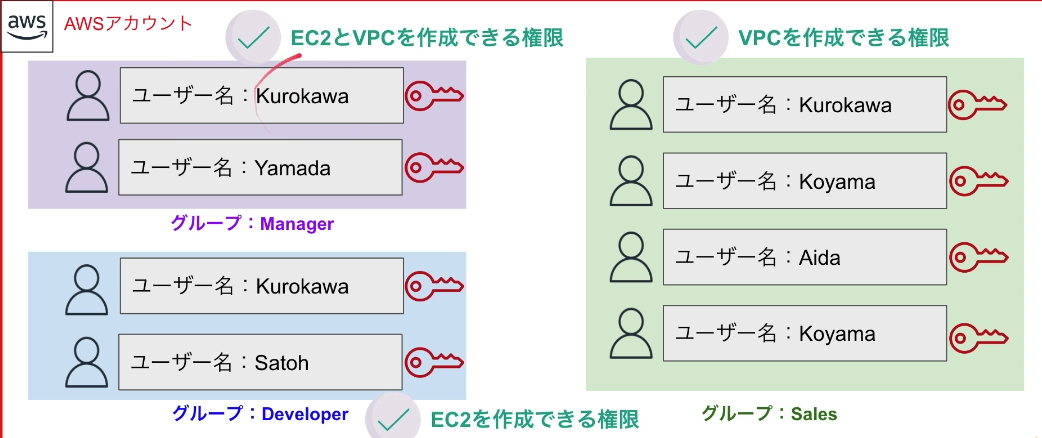 aws
AWSアカウント
EC2とVPCを作成できる権限
ユーザー名：Kurokawa
ユーザー名：Yamada
グループ：Manager
ユーザー名：Kurokawa
ユーザー名：Satoh
グループ：Developer
EC2を作成できる権限
VPCを作成できる権限
ユーザー名：Kurokawa
ユーザー名：Koyama
ユーザー名：Aida
ユーザー名：Koyama
グループ：Sales